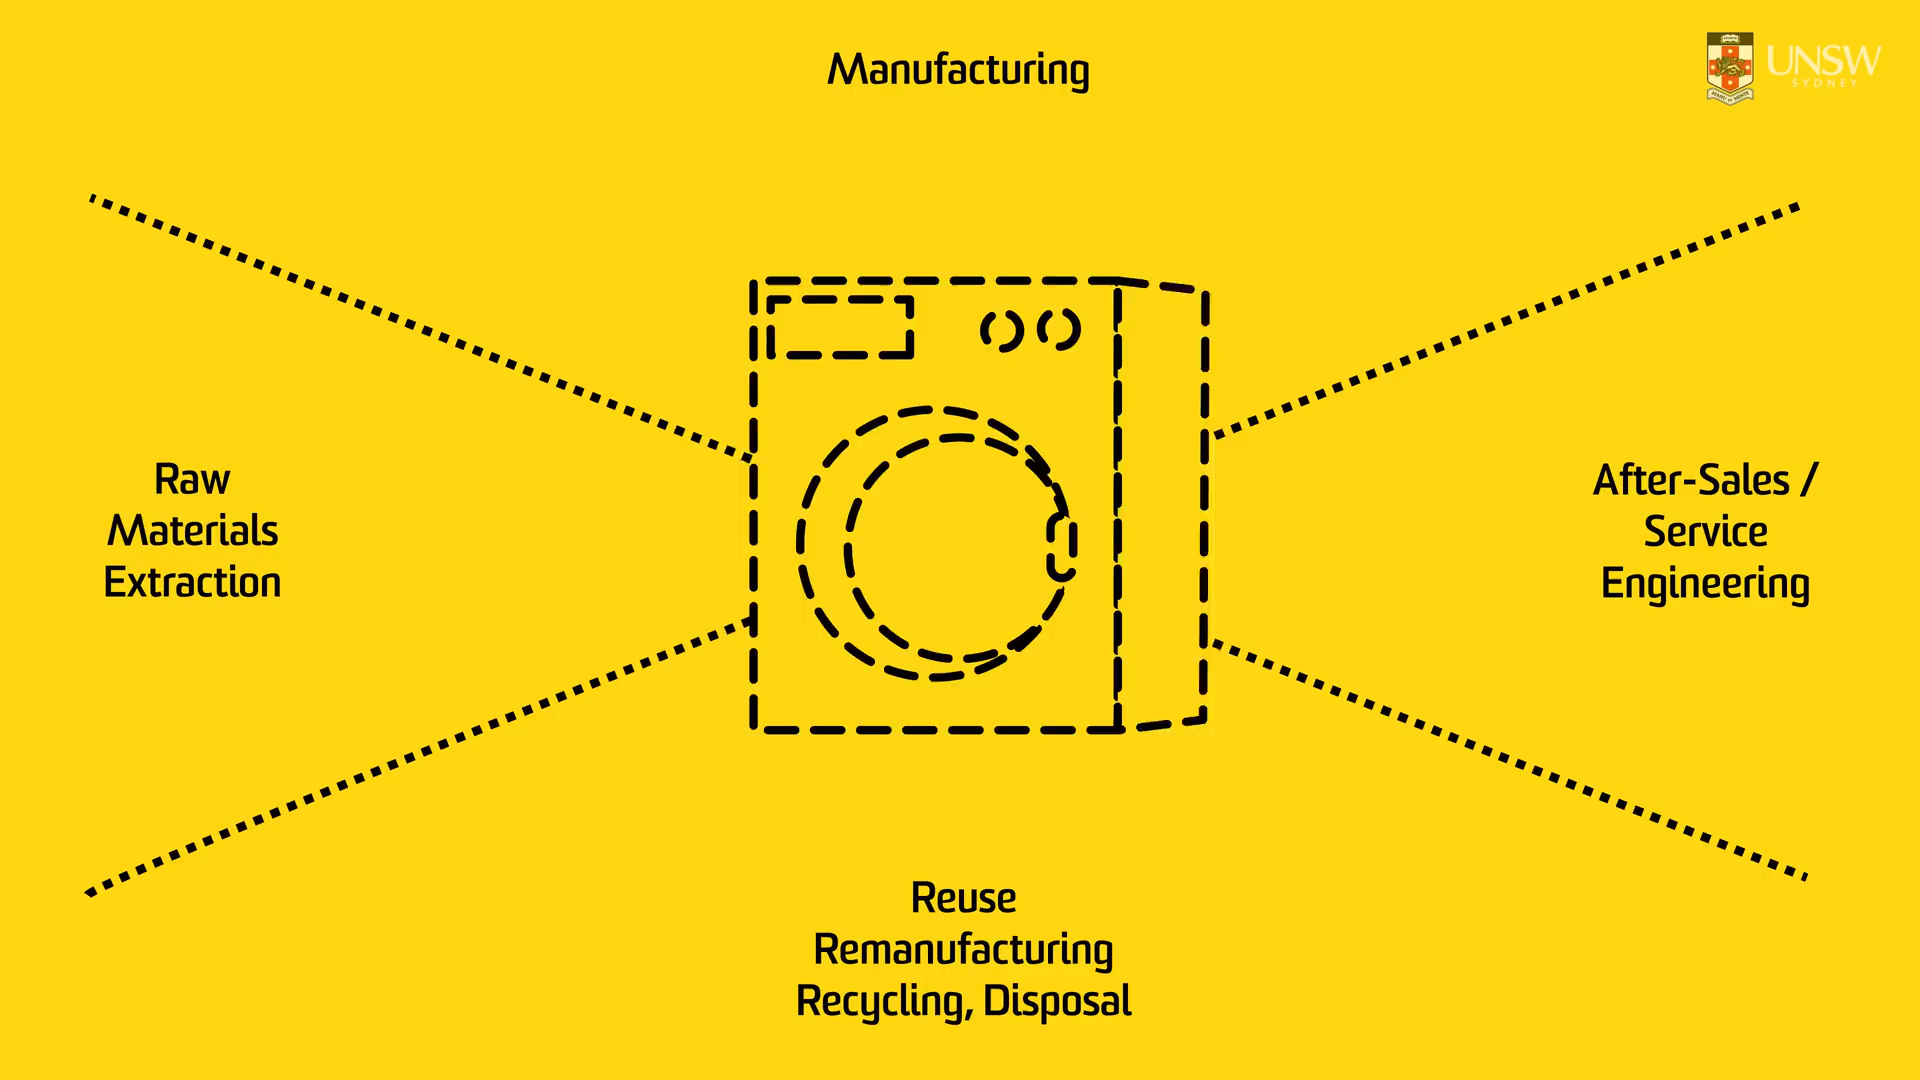 Manufacturing
UNSW
SYDNEY
Raw
Materials
Extraction
After-Sales /
Service
Engineering
Reuse
Remanufacturing
Recycling, Disposal